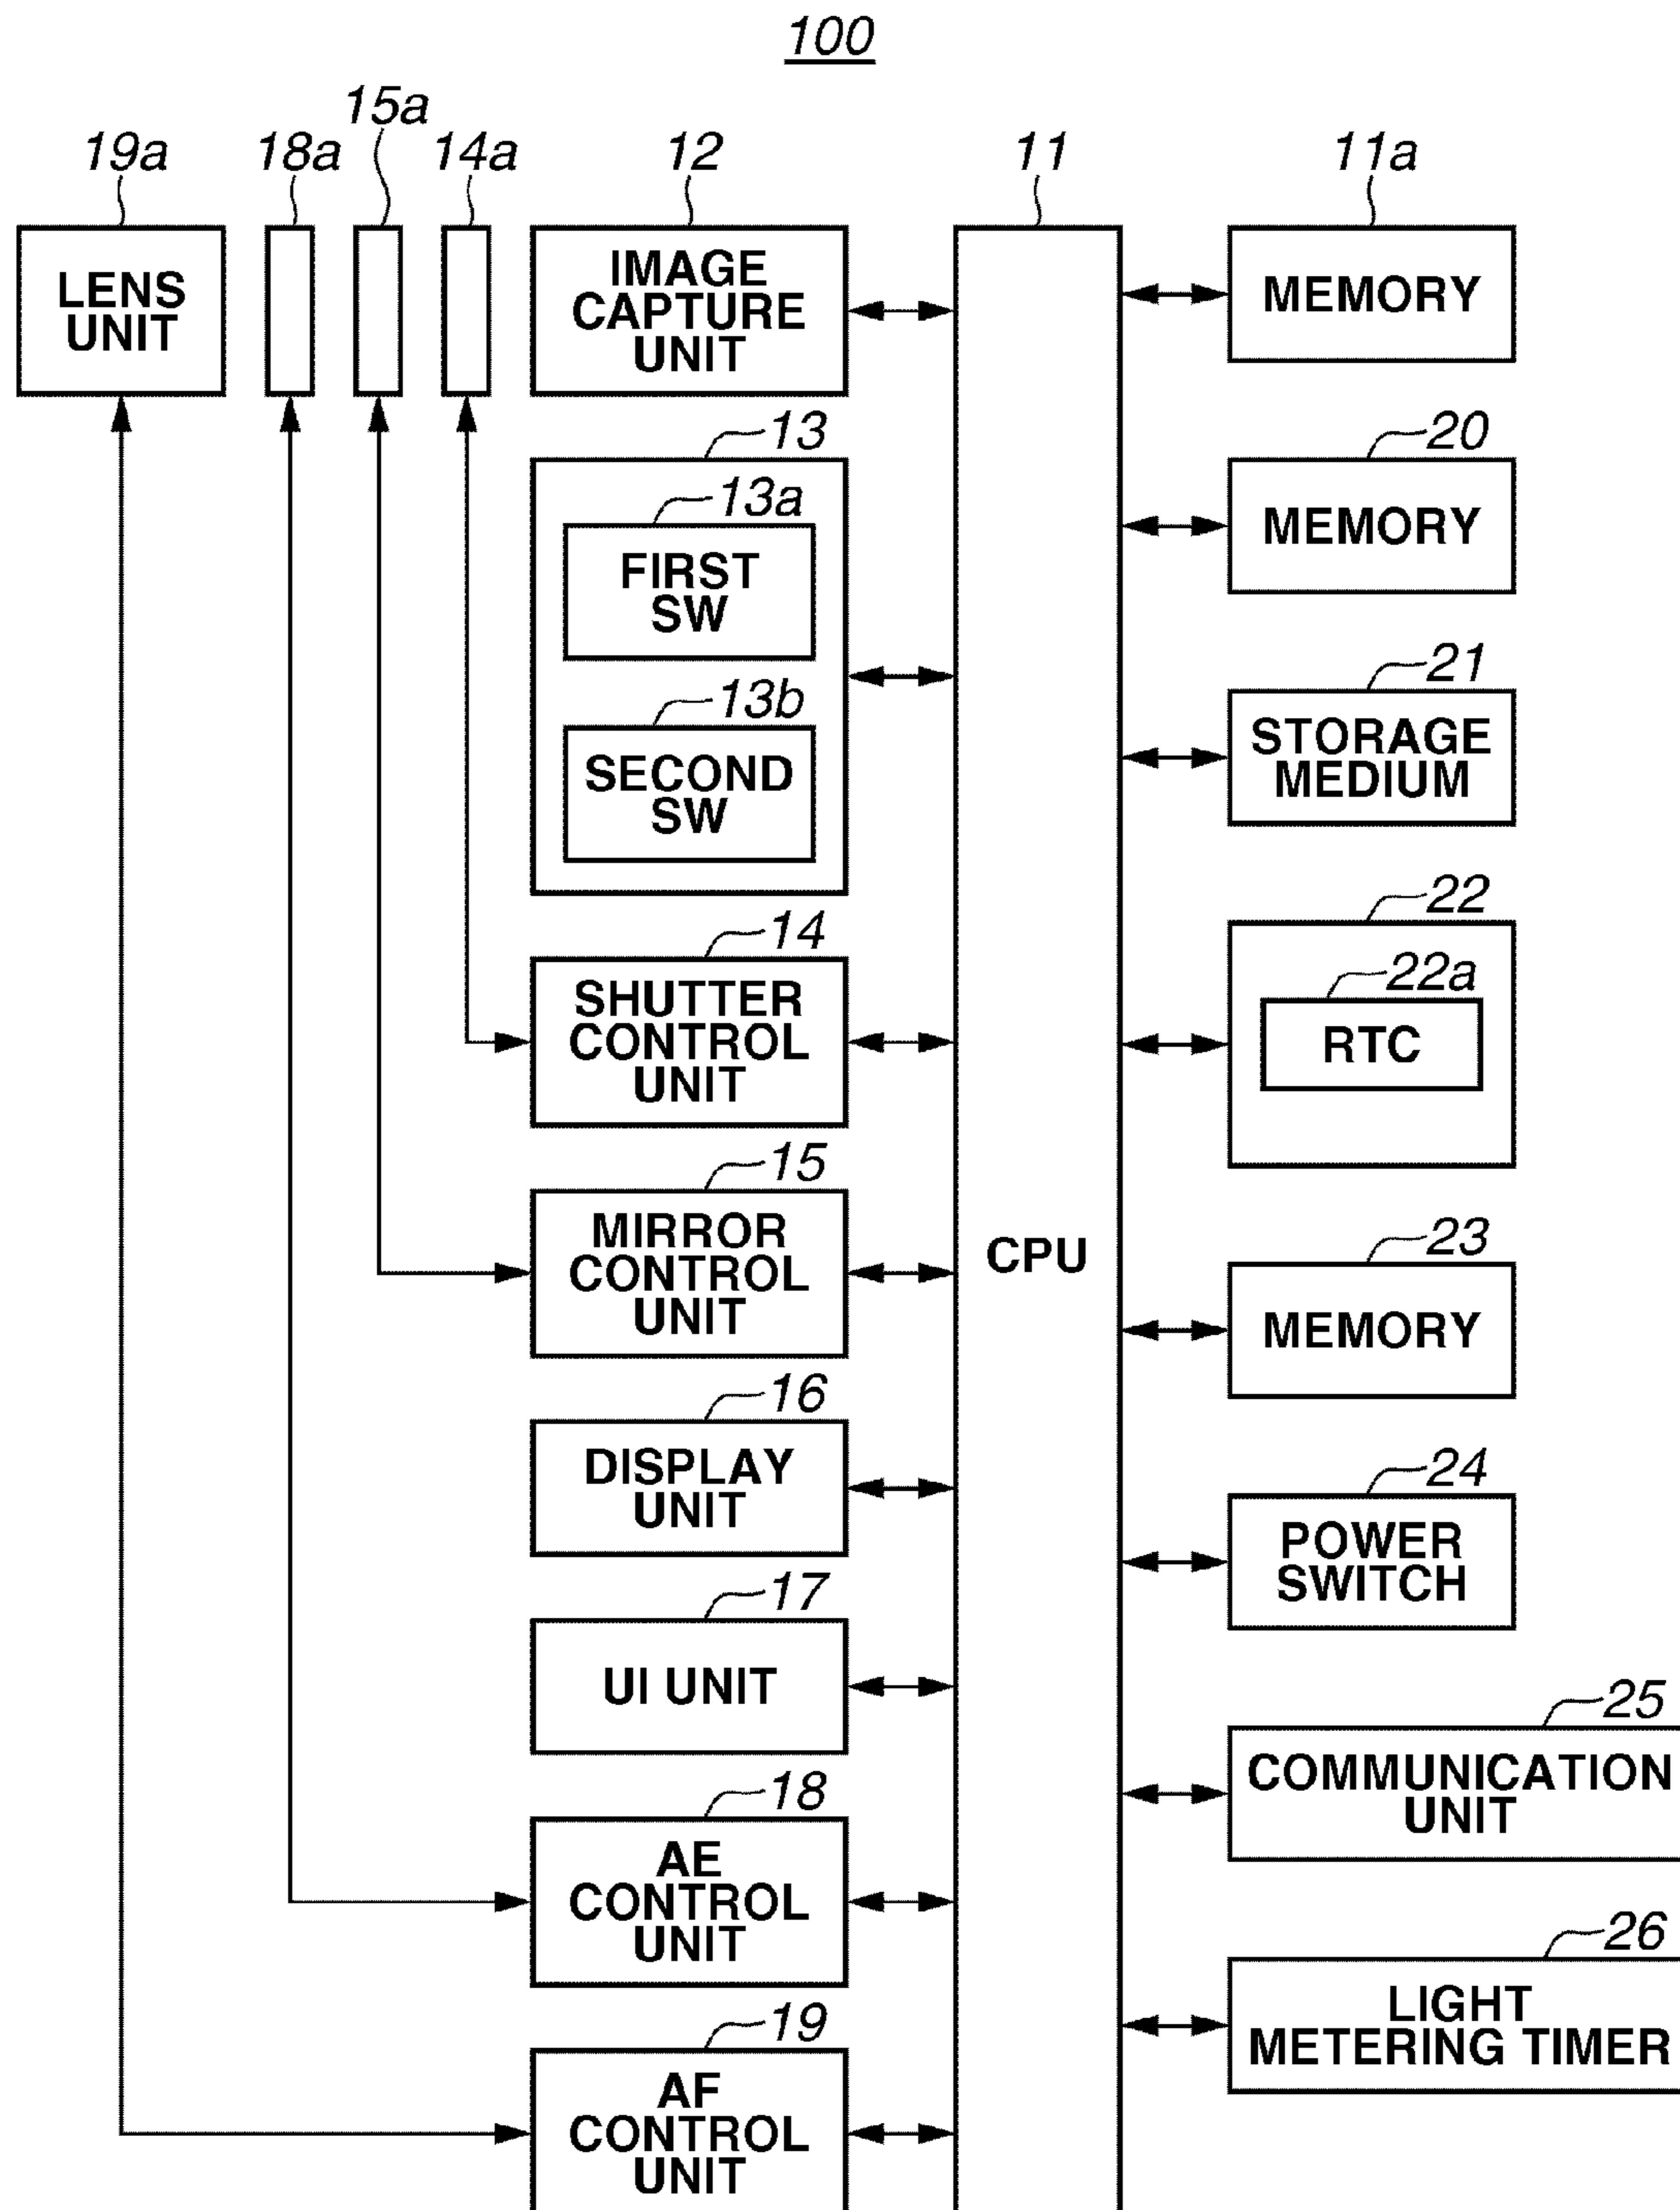 100
19a
18a
15a
14a
12
11
11a
LENS
UNIT
IMAGE
CAPTURE
UNIT
13
13a
FIRST
SW
13b
SECOND
SW
14
SHUTTER
CONTROL
UNIT
15
MIRROR
CONTROL
UNIT
16
DISPLAY
UNIT
17
UI UNIT
18
AE
CONTROL
UNIT
19
AF
CONTROL
UNIT
CPU
MEMORY
20
MEMORY
21
STORAGE
MEDIUM
22
22a
RTC
23
MEMORY
24
POWER
SWITCH
25
COMMUNICATION
UNIT
26
LIGHT
METERING TIMER